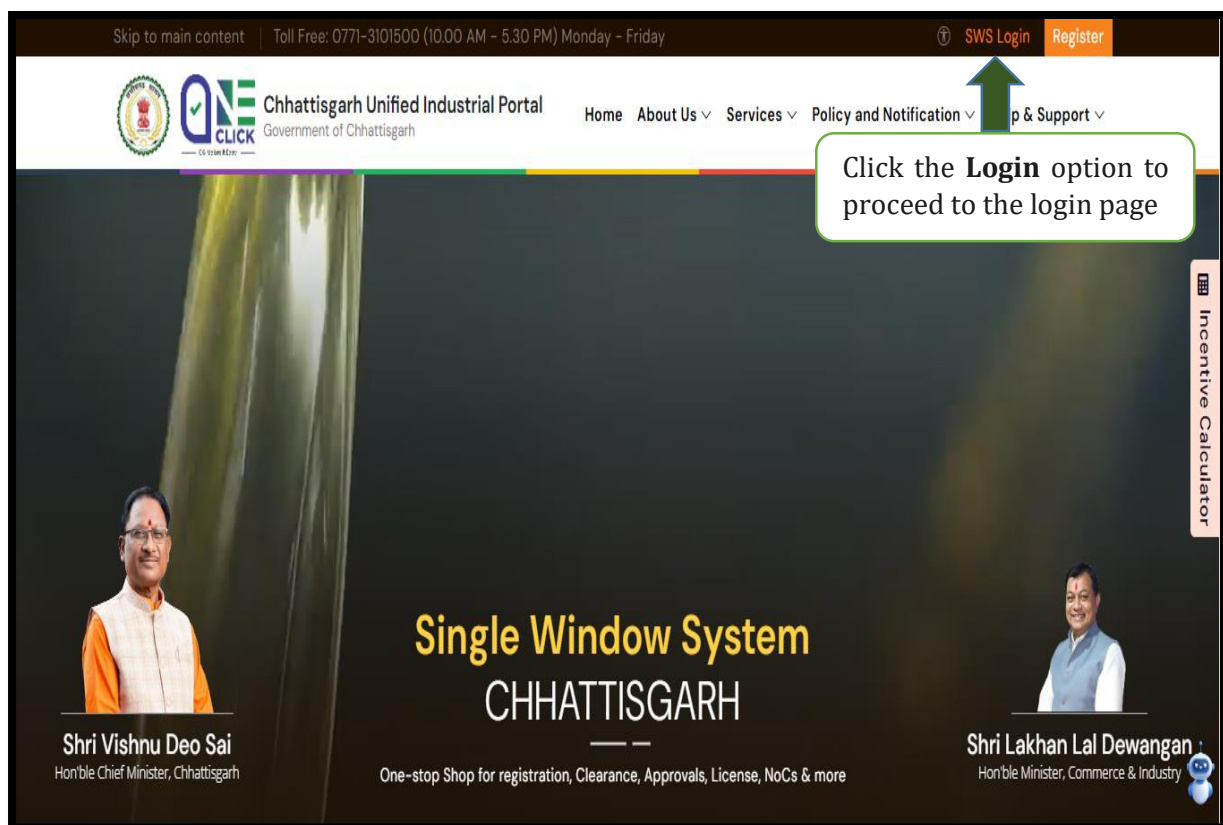 Skip to main content Toll Free: 0771-3101500 (10.00 AM - 5.30 PM) Monday - Friday SWS Login Register
ONE
CLICK
Chhattisgarh Unified Industrial Portal
Government of Chhattisgarh
Home About Us Services Policy and Notification p & Support
Click the Login option to
proceed to the login page
Incentive Calculator
Single Window System
CHHATTISGARH
One-stop Shop for registration, Clearance, Approvals, License, NoCs & more
Shri Vishnu Deo Sai
Hon'ble Chief Minister, Chhattisgarh
Shri Lakhan Lal Dewangan
Hon'ble Minister, Commerce & Industry